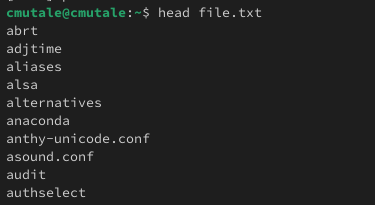 cmutale@cmutale:~$ head file.txt
abrt
adjtime
aliases
alsa
alternatives
anaconda
anthy-unicode.conf
asound.conf
audit
authselect